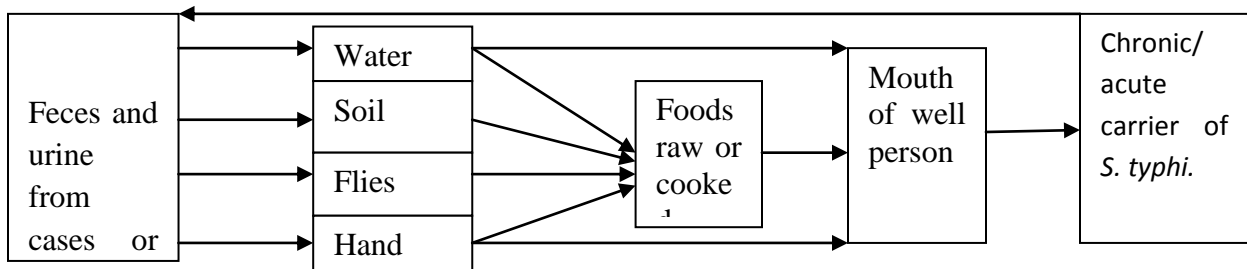 Feces and
urine
from
cases or
Water
Soil
Flies
Hand
Foods
raw or
cooke
Mouth
of well
person
Chronic/
acute
carrier of
S. typhi.